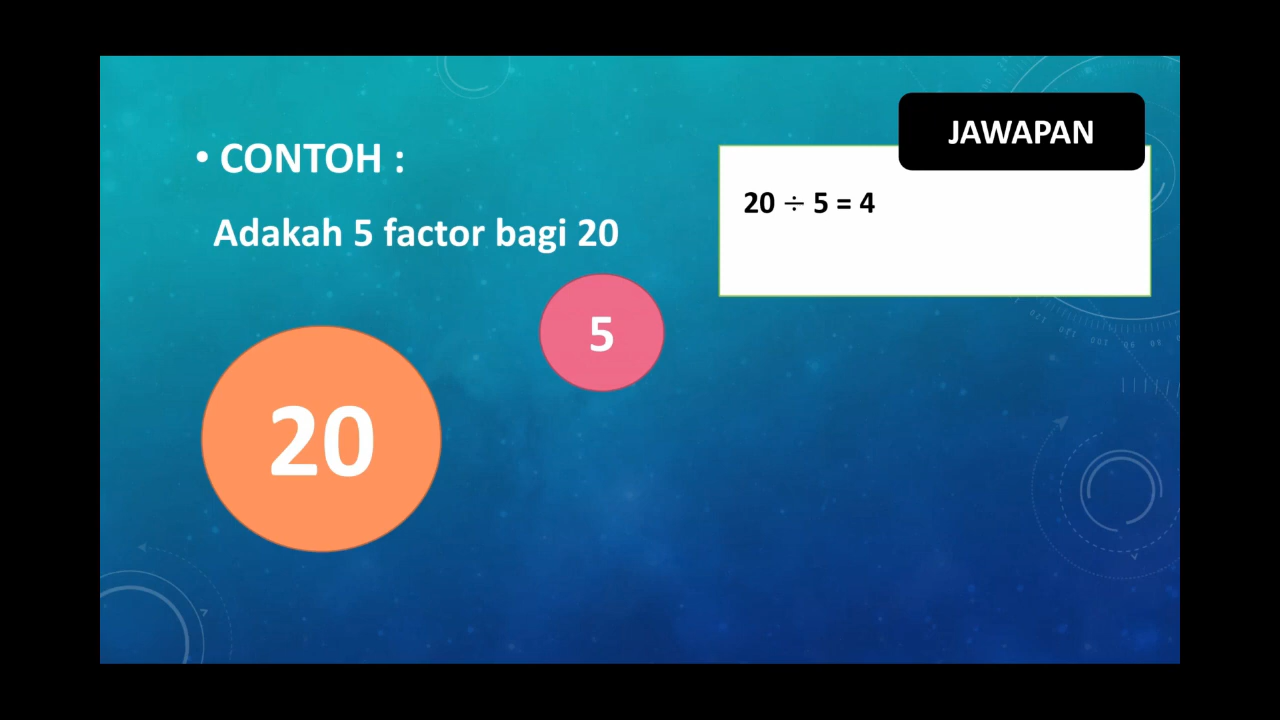 • CONTOH :
Adakah 5 factor bagi 20
20
5
JAWAPAN
20 ÷ 5 = 4